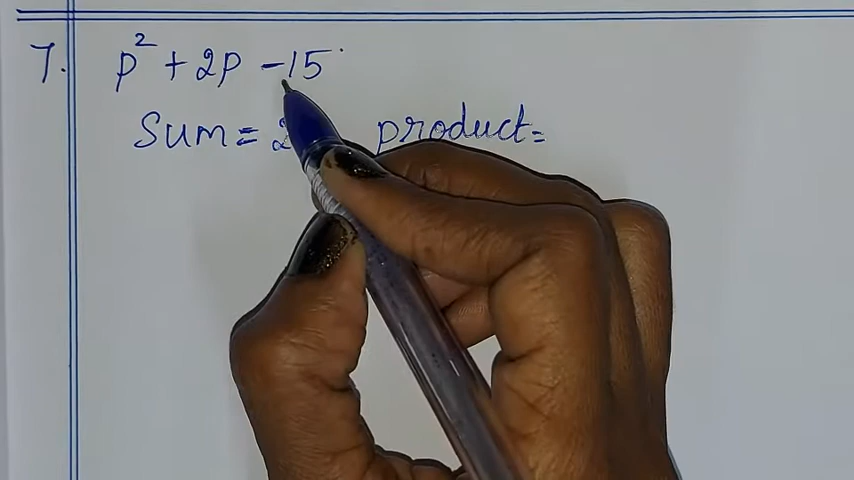 7. p² + 2p -15
Sum = 2 product =